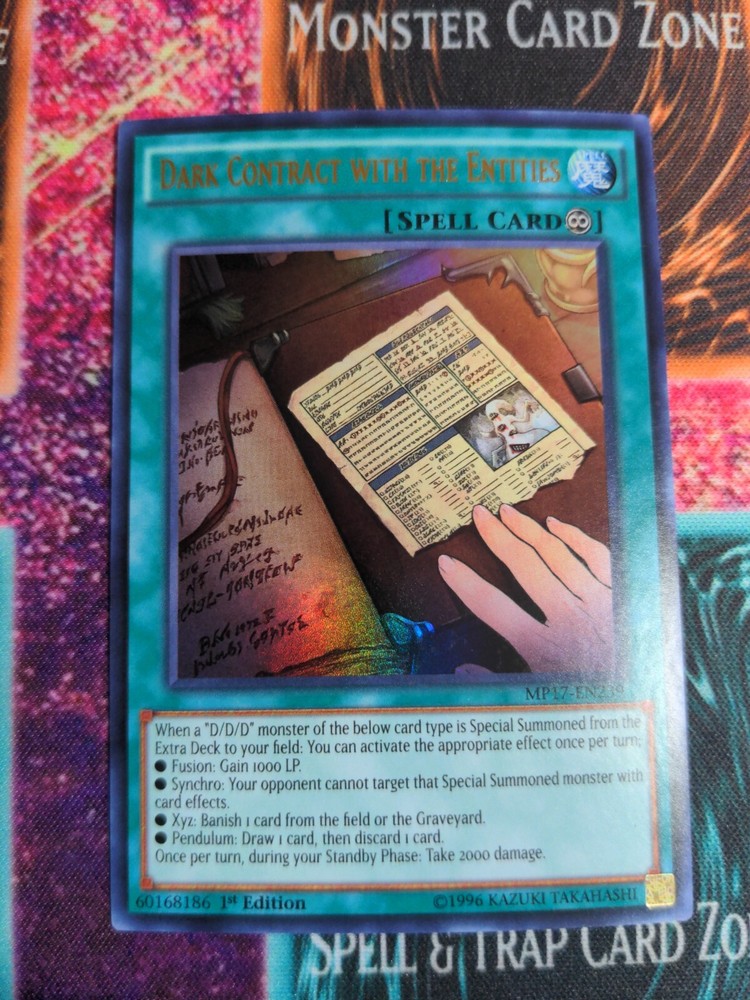 MONSTER CARD ZONE
DARK CONTRACT WITH THE ENTITIES 魔
[SPELL CARD ]
MP17-EN239
When a "D/D/D" monster of the below card type is Special Summoned from the
Extra Deck to your field: You can activate the appropriate effect once per turn;
● Fusion: Gain 1000 LP.
● Synchro: Your opponent cannot target that Special Summoned monster with
card effects.
● Xyz: Banish 1 card from the field or the Graveyard.
● Pendulum: Draw 1 card, then discard 1 card.
Once per turn, during your Standby Phase: Take 2000 damage.
60168186 1st Edition ©1996 KAZUKI TAKAHASHI
SPELL & TRAP CARD ZO